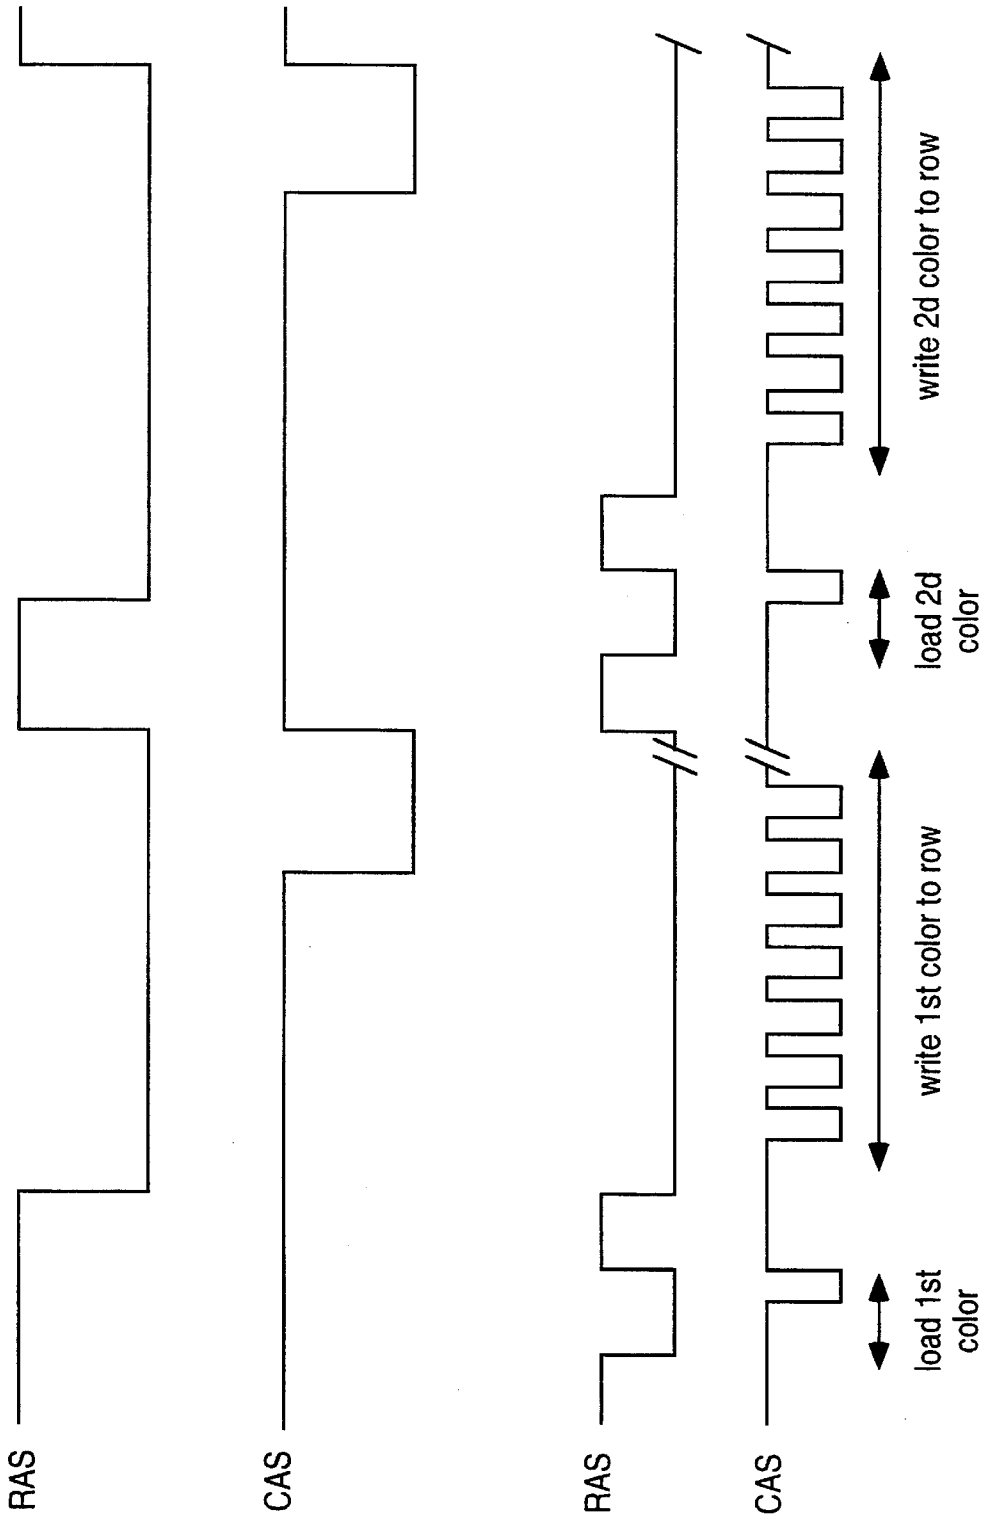 RAS
CAS
RAS
CAS
load 1st
color
write 1st color to row
load 2d
color
write 2d color to row